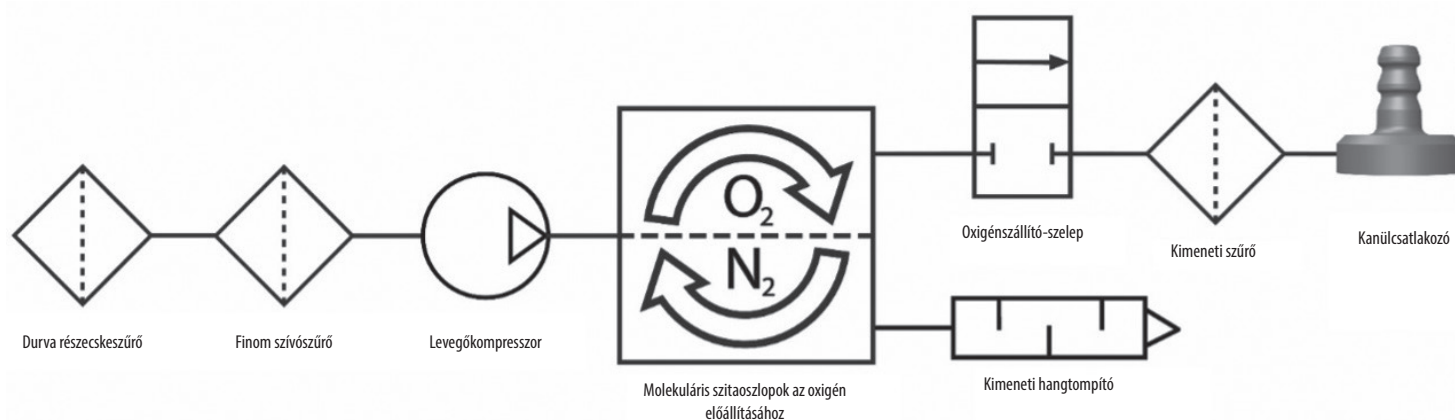 O2
N2
Durva részecskeszűrő
Finom szívószűrő
Levegőkompresszor
Molekuláris szitaoszlopok az oxigén
előállításához
Oxigénszállító-szelep
Kimeneti szűrő
Kanülcsatlakozó
Kimeneti hangtompító